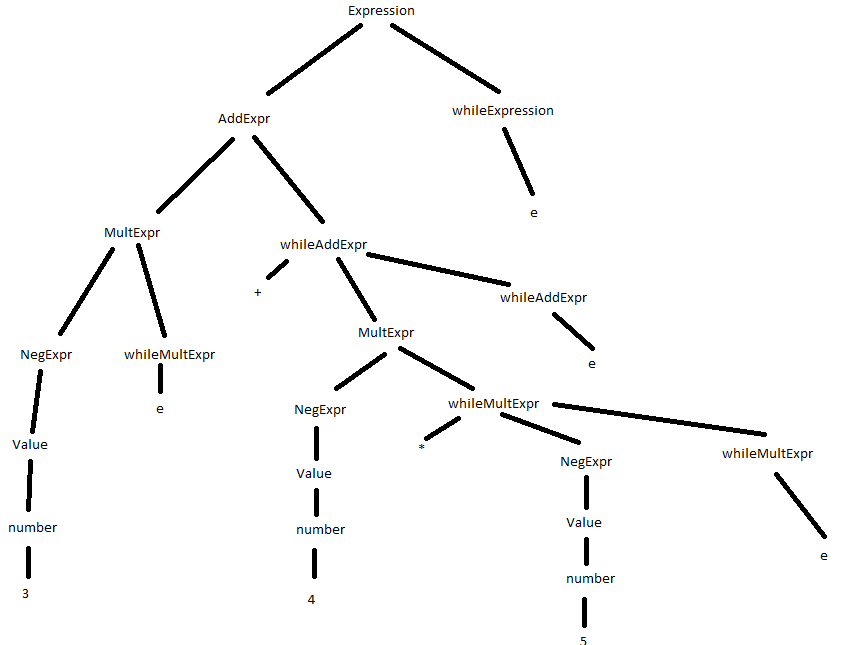 Expression
AddExpr
whileExpression
e
MultExpr
whileAddExpr
+
whileAddExpr
MultExpr
e
NegExpr
whileMultExpr
e
NegExpr
whileMultExpr
*
NegExpr
whileMultExpr
e
Value
Value
Value
number
number
number
3
4
5